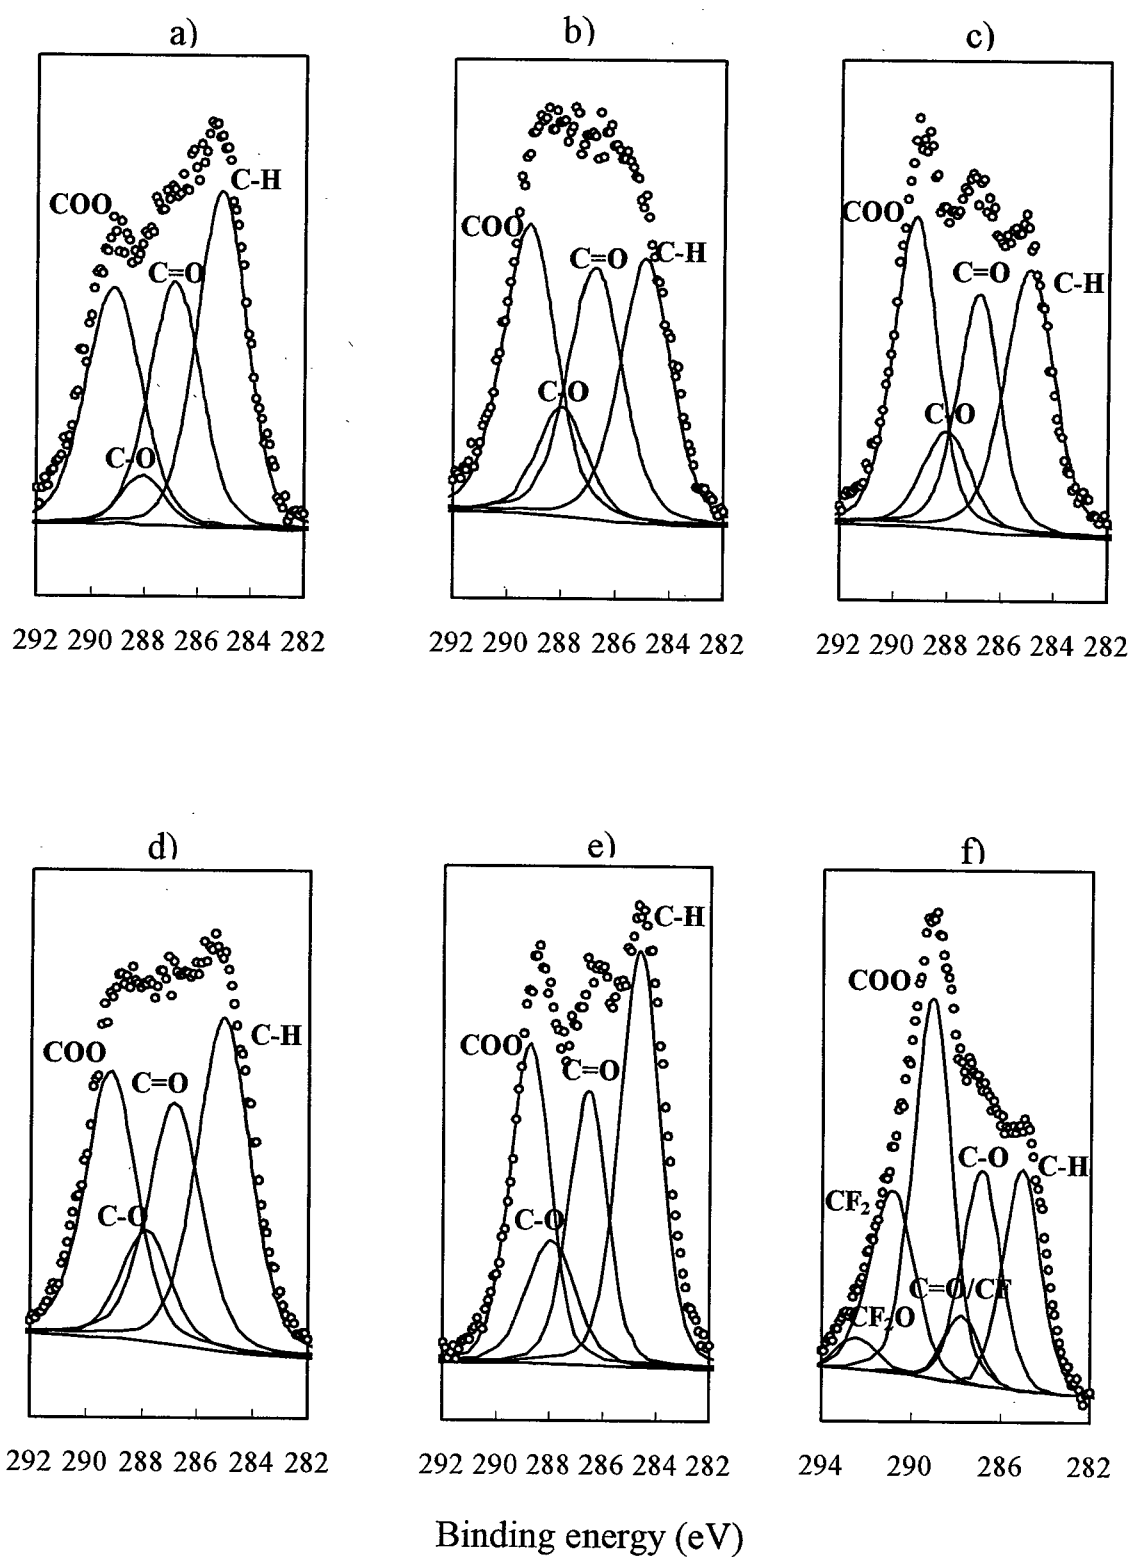 a)
b)
c)
COO
C=O
C-H
C-O
COO
C=O
C-H
C-O
COO
C=O
C-H
C-O
292 290 288 286 284 282
292 290 288 286 284 282
292 290 288 286 284 282
d)
e)
f)
COO
C=O
C-H
C-O
COO
C=O
C-H
C-O
COO
C-O
C-H
CF₂
C=O/CF
CF₂O
292 290 288 286 284 282
292 290 288 286 284 282
294 290 286 282
Binding energy (eV)